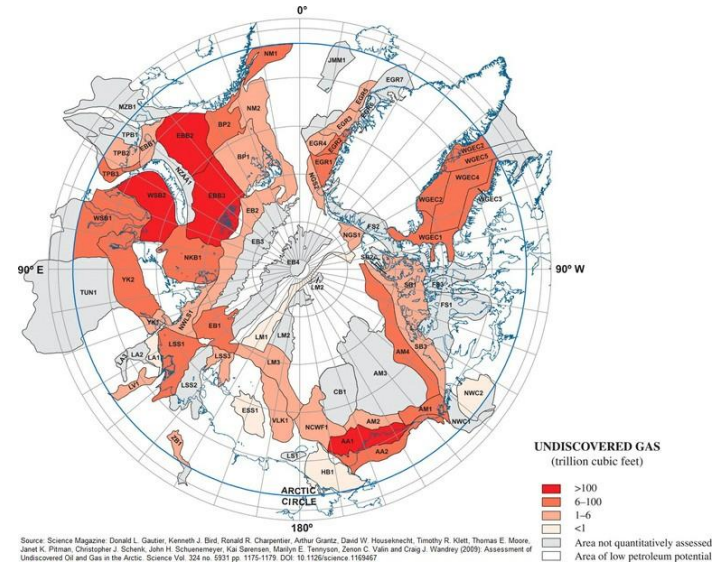 0°
NM1
JMM1
EGR7
MZB1
NM2
EGR5
TPB1
EBB2
BP2
EGR3
TPB2
EBB1
EGR4
EGR2
BP1
TPB3
NZAA1
EGR1
WGEC3
WGEC5
WGEC4
WSB2
EBB3
NGS2
WGEC2
WGEC3
WSB1
EB2
FS2
WGEC1
NGS1
EB3
NKB1
EB4
SB2
90º E
90º W
YK2
SB1
FS3
TUN1
LM2
FS1
YK1
NWLS1
EB1
LM1
LM2
SB3
LSS1
LA3
LA2
LA1
LSS3
LM3
AM4
AM3
LV1
LSS2
CB1
NWC2
ESS1
VLK1
NCWF1
AM2
AM1
NWC1
ZB1
AA1
AA2
LS1
HB1
ARCTIC
CIRCLE
180°
UNDISCOVERED GAS
(trillion cubic feet)
>100
6–100
1–6
<1
Area not quantitatively assessed
Area of low petroleum potential
Source: Science Magazine: Donald L. Gautier, Kenneth J. Bird, Ronald R. Charpentier, Arthur Grantz, David W. Houseknecht, Timothy R. Klett, Thomas E. Moore,
Janet K. Pitman, Christopher J. Schenk, John H. Schuenemeyer, Kai Sørensen, Marilyn E. Tennyson, Zenon C. Valin and Craig J. Wandrey (2009): Assessment of
Undiscovered Oil and Gas in the Arctic. Science Vol. 324 no. 5931 pp. 1175-1179. DOI: 10.1126/science.1169467